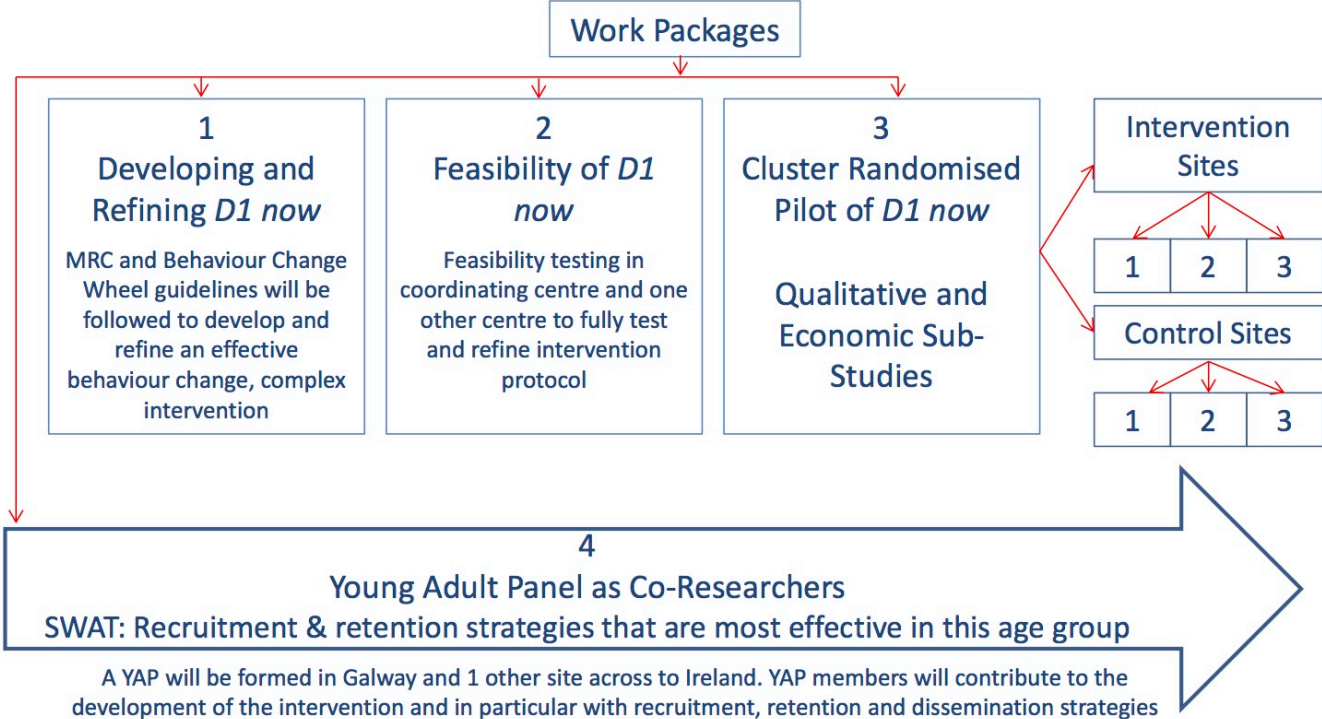 Work Packages
1
Developing and
Refining D1 now
MRC and Behaviour Change
Wheel guidelines will be
followed to develop and
refine an effective
behaviour change, complex
intervention
2
Feasibility of D1
now
Feasibility testing in
coordinating centre and one
other centre to fully test
and refine intervention
protocol
3
Cluster Randomised
Pilot of D1 now
Qualitative and
Economic Sub-
Studies
Intervention
Sites
1 2 3
Control Sites
1 2 3
4
Young Adult Panel as Co-Researchers
SWAT: Recruitment & retention strategies that are most effective in this age group
A YAP will be formed in Galway and 1 other site across to Ireland. YAP members will contribute to the
development of the intervention and in particular with recruitment, retention and dissemination strategies